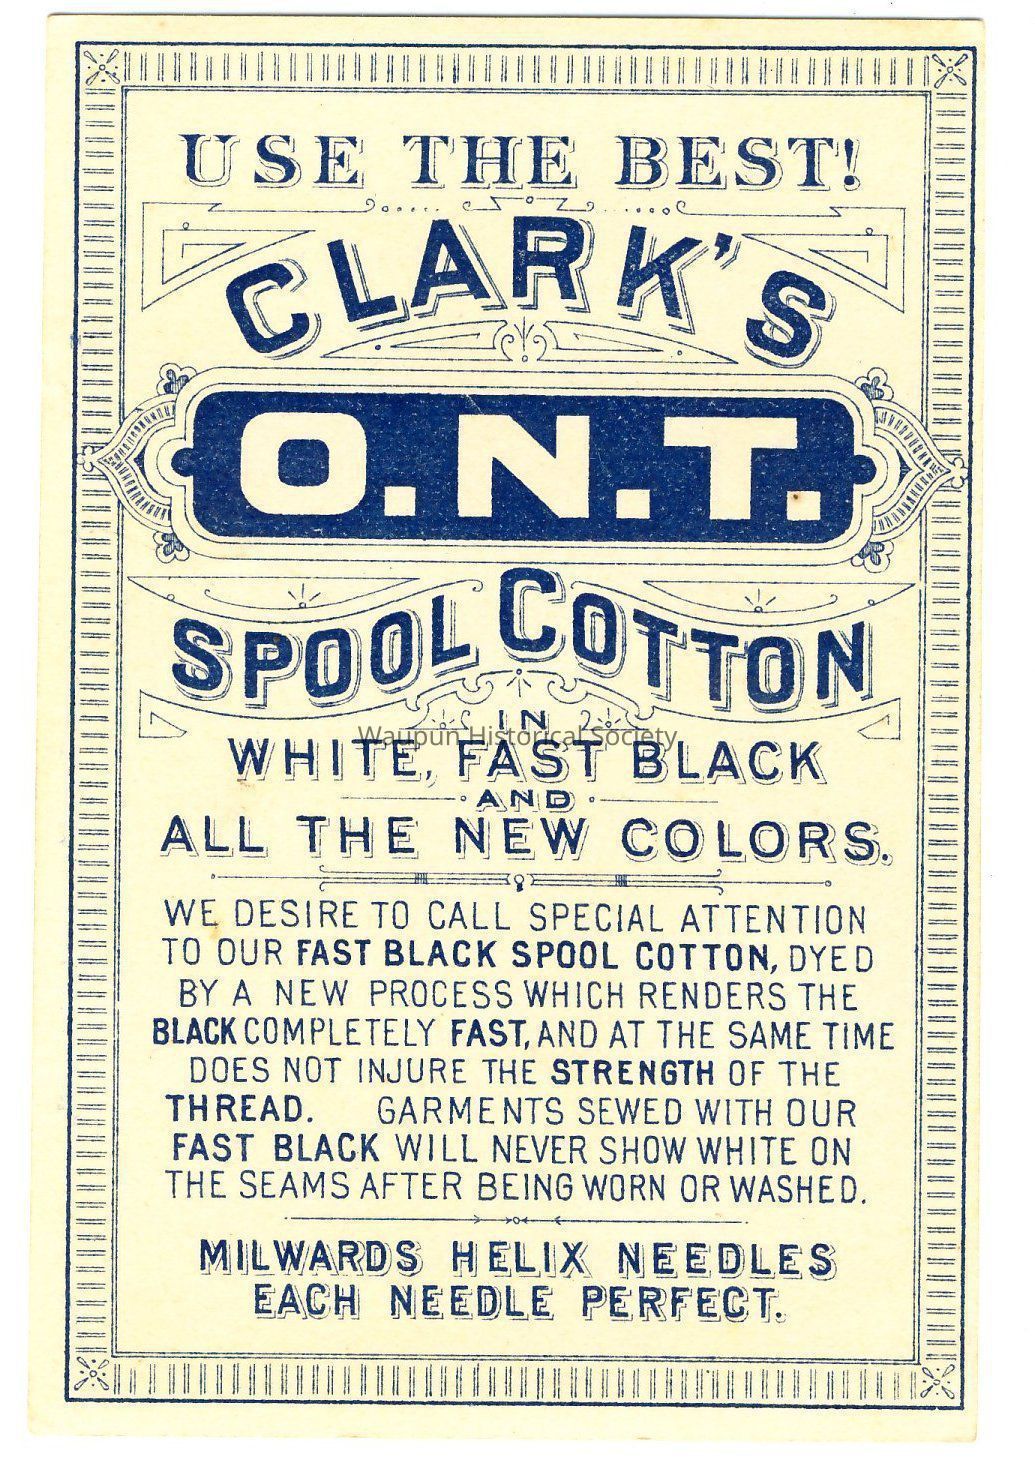 USE THE BEST!
CLARK'S
O.N.T.
SPOOL COTTON
IN
Waupun Historical Society
WHITE, FAST BLACK
AND
ALL THE NEW COLORS.
WE DESIRE TO CALL SPECIAL ATTENTION
TO OUR FAST BLACK SPOOL COTTON, DYED
BY A NEW PROCESS WHICH RENDERS THE
BLACK COMPLETELY FAST, AND AT THE SAME TIME
DOES NOT INJURE THE STRENGTH OF THE
THREAD. GARMENTS SEWED WITH OUR
FAST BLACK WILL NEVER SHOW WHITE ON
THE SEAMS AFTER BEING WORN OR WASHED.
MILWARDS HELIX NEEDLES
EACH NEEDLE PERFECT.